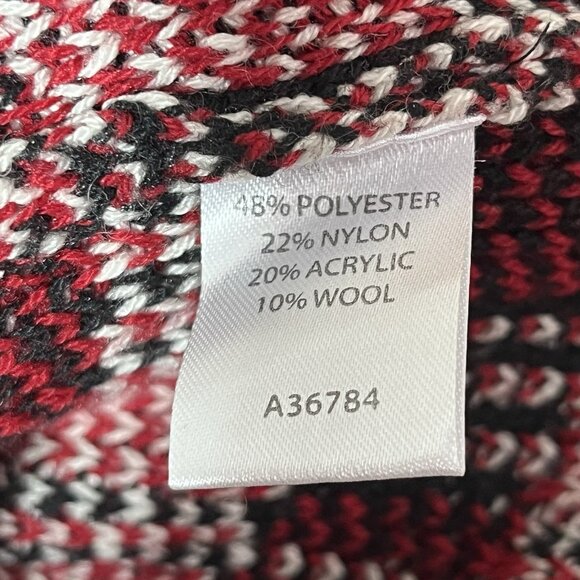 48% POLYESTER
22% NYLON
20% ACRYLIC
10% WOOL
A36784